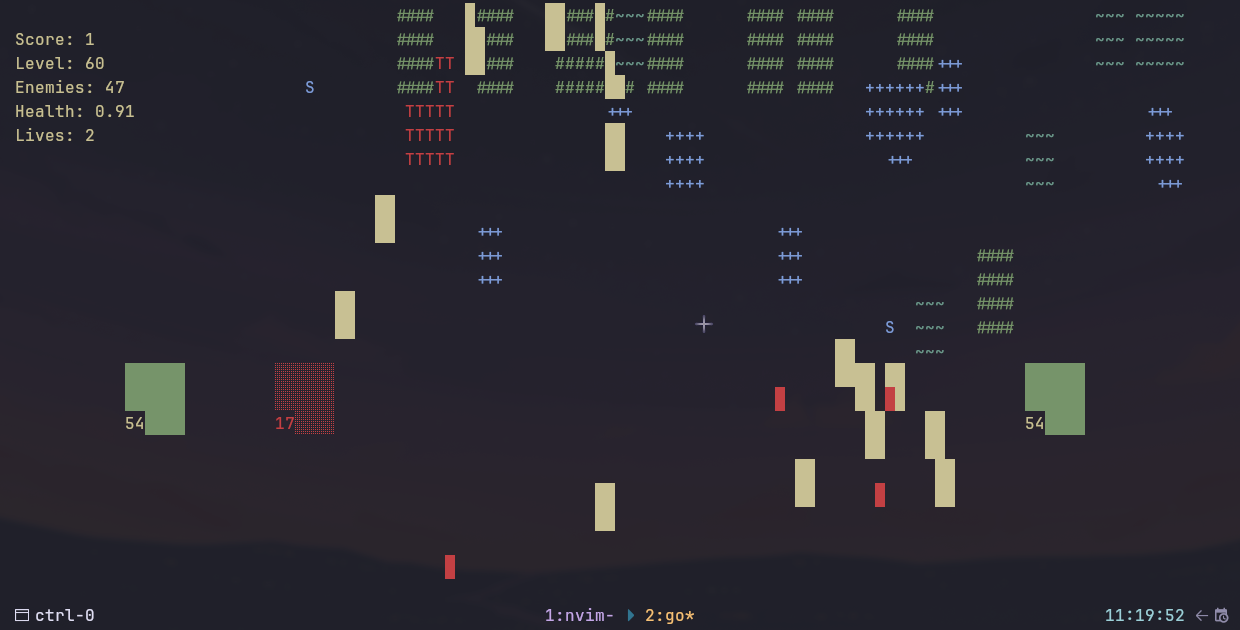 Score: 1
Level: 60
Enemies: 47
Health: 0.91
Lives: 2
S
S
54
17
54
ctrl-0 1:nvim- 2:go* 11:19:52